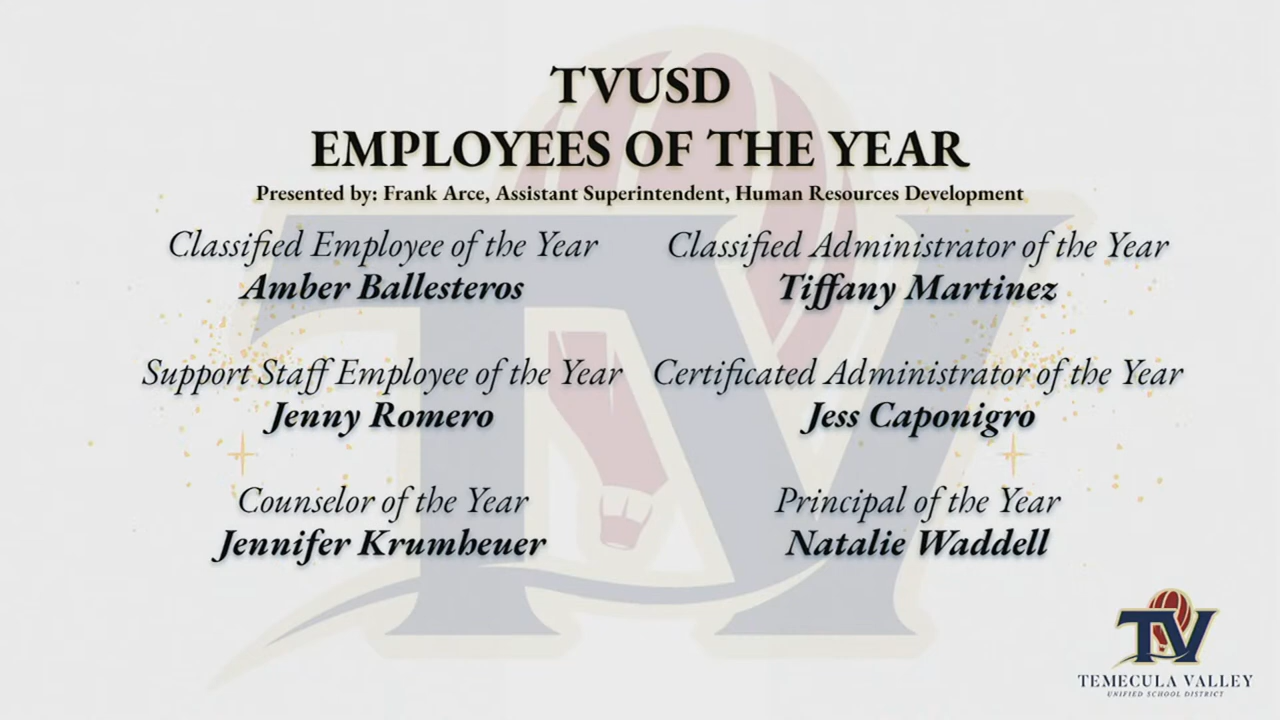 TVUSD
EMPLOYEES OF THE YEAR
Presented by: Frank Arce, Assistant Superintendent, Human Resources Development
Classified Employee of the Year
Amber Ballesteros
Classified Administrator of the Year
Tiffany Martinez
Support Staff Employee of the Year
Jenny Romero
Certificated Administrator of the Year
Jess Caponigro
Counselor of the Year
Jennifer Krumheuer
Principal of the Year
Natalie Waddell
TV
TEMECULA VALLEY
UNIFIED SCHOOL DISTRICT